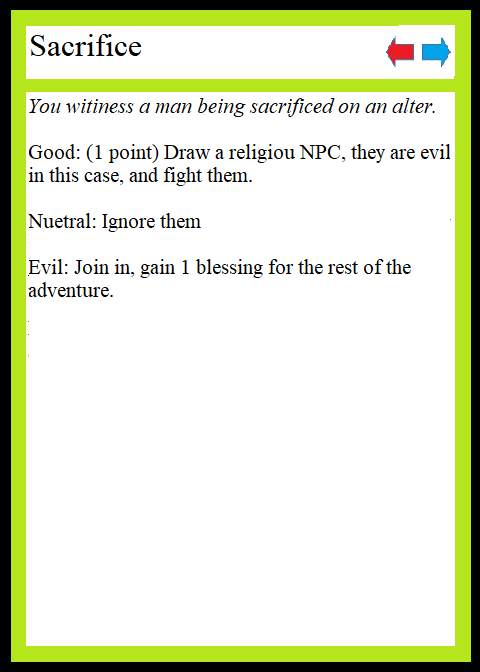 Sacrifice
You witiness a man being sacrificed on an alter.
Good: (1 point) Draw a religiou NPC, they are evil
in this case, and fight them.
Nuetral: Ignore them
Evil: Join in, gain 1 blessing for the rest of the
adventure.